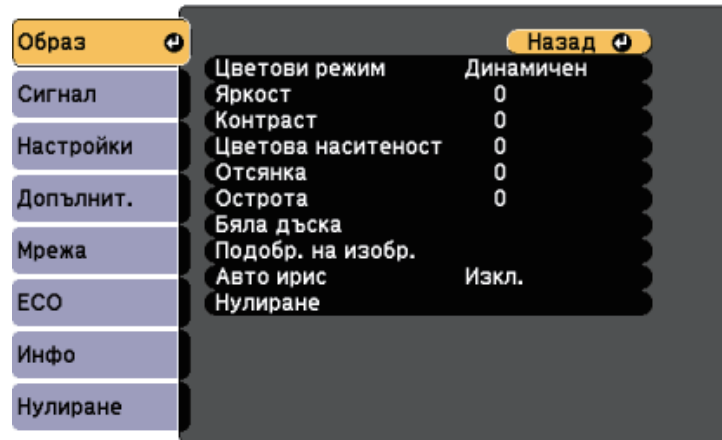 Образ
Сигнал
Настройки
Допълнит.
Мрежа
ECO
Инфо
Нулиране
Назад
Цветови режим Динамичен
Яркост 0
Контраст 0
Цветова наситеност 0
Отсянка 0
Острота 0
Бяла дъска
Подобр. на изобр.
Авто ирис Изкл.
Нулиране